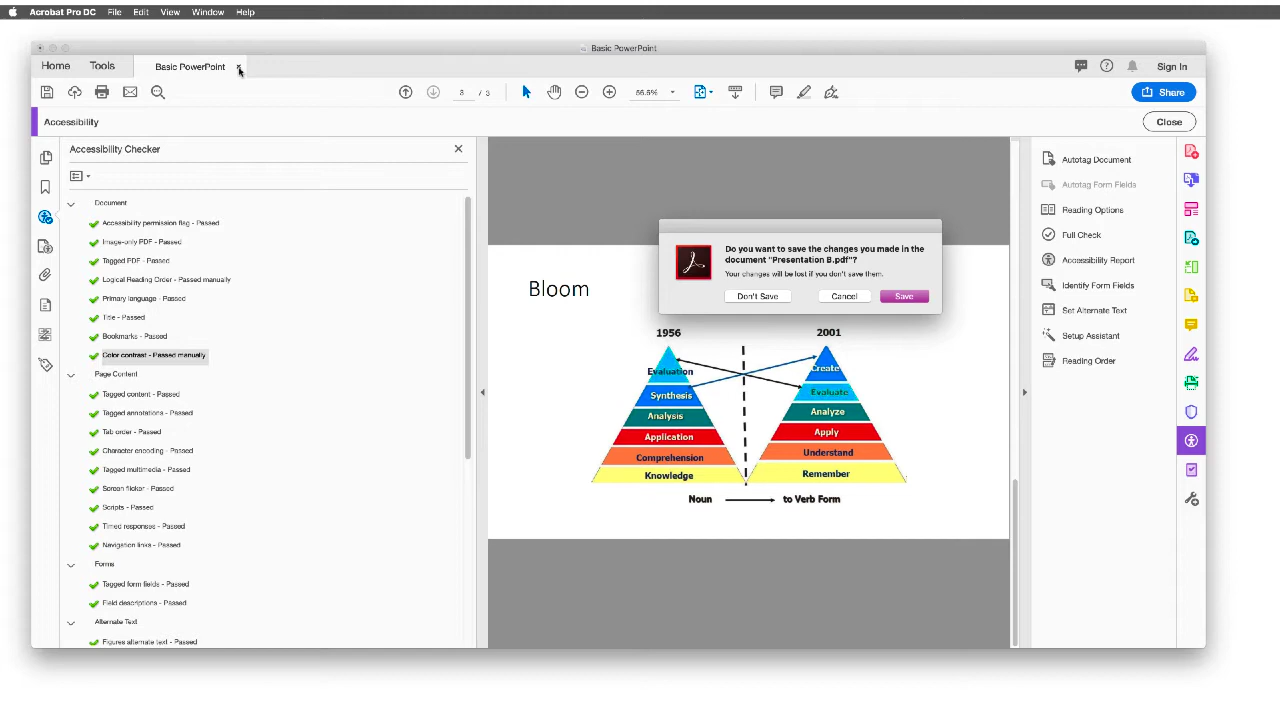 Acrobat Pro DC File Edit View Window Help
Basic PowerPoint
Home Tools Basic PowerPoint Sign In
3 / 3 56.6% Share
Accessibility Close
Accessibility Checker
Document
Accessibility permission flag - Passed
Image-only PDF - Passed
Tagged PDF - Passed
Logical Reading Order - Passed manually
Primary language - Passed
Title - Passed
Bookmarks - Passed
Color contrast - Passed manually
Page Content
Tagged content - Passed
Tagged annotations - Passed
Tab order - Passed
Character encoding - Passed
Tagged multimedia - Passed
Screen flicker - Passed
Scripts - Passed
Timed responses - Passed
Navigation links - Passed
Forms
Tagged form fields - Passed
Field descriptions - Passed
Alternate Text
Figures alternate text - Passed
Do you want to save the changes you made in the
document "Presentation B.pdf"?
Your changes will be lost if you don't save them.
Don't Save Cancel Save
Bloom
1956 2001
Evaluation Create
Synthesis Evaluate
Analysis Analyze
Application Apply
Comprehension Understand
Knowledge Remember
Noun to Verb Form
Autotag Document
Autotag Form Fields
Reading Options
Full Check
Accessibility Report
Identify Form Fields
Set Alternate Text
Setup Assistant
Reading Order